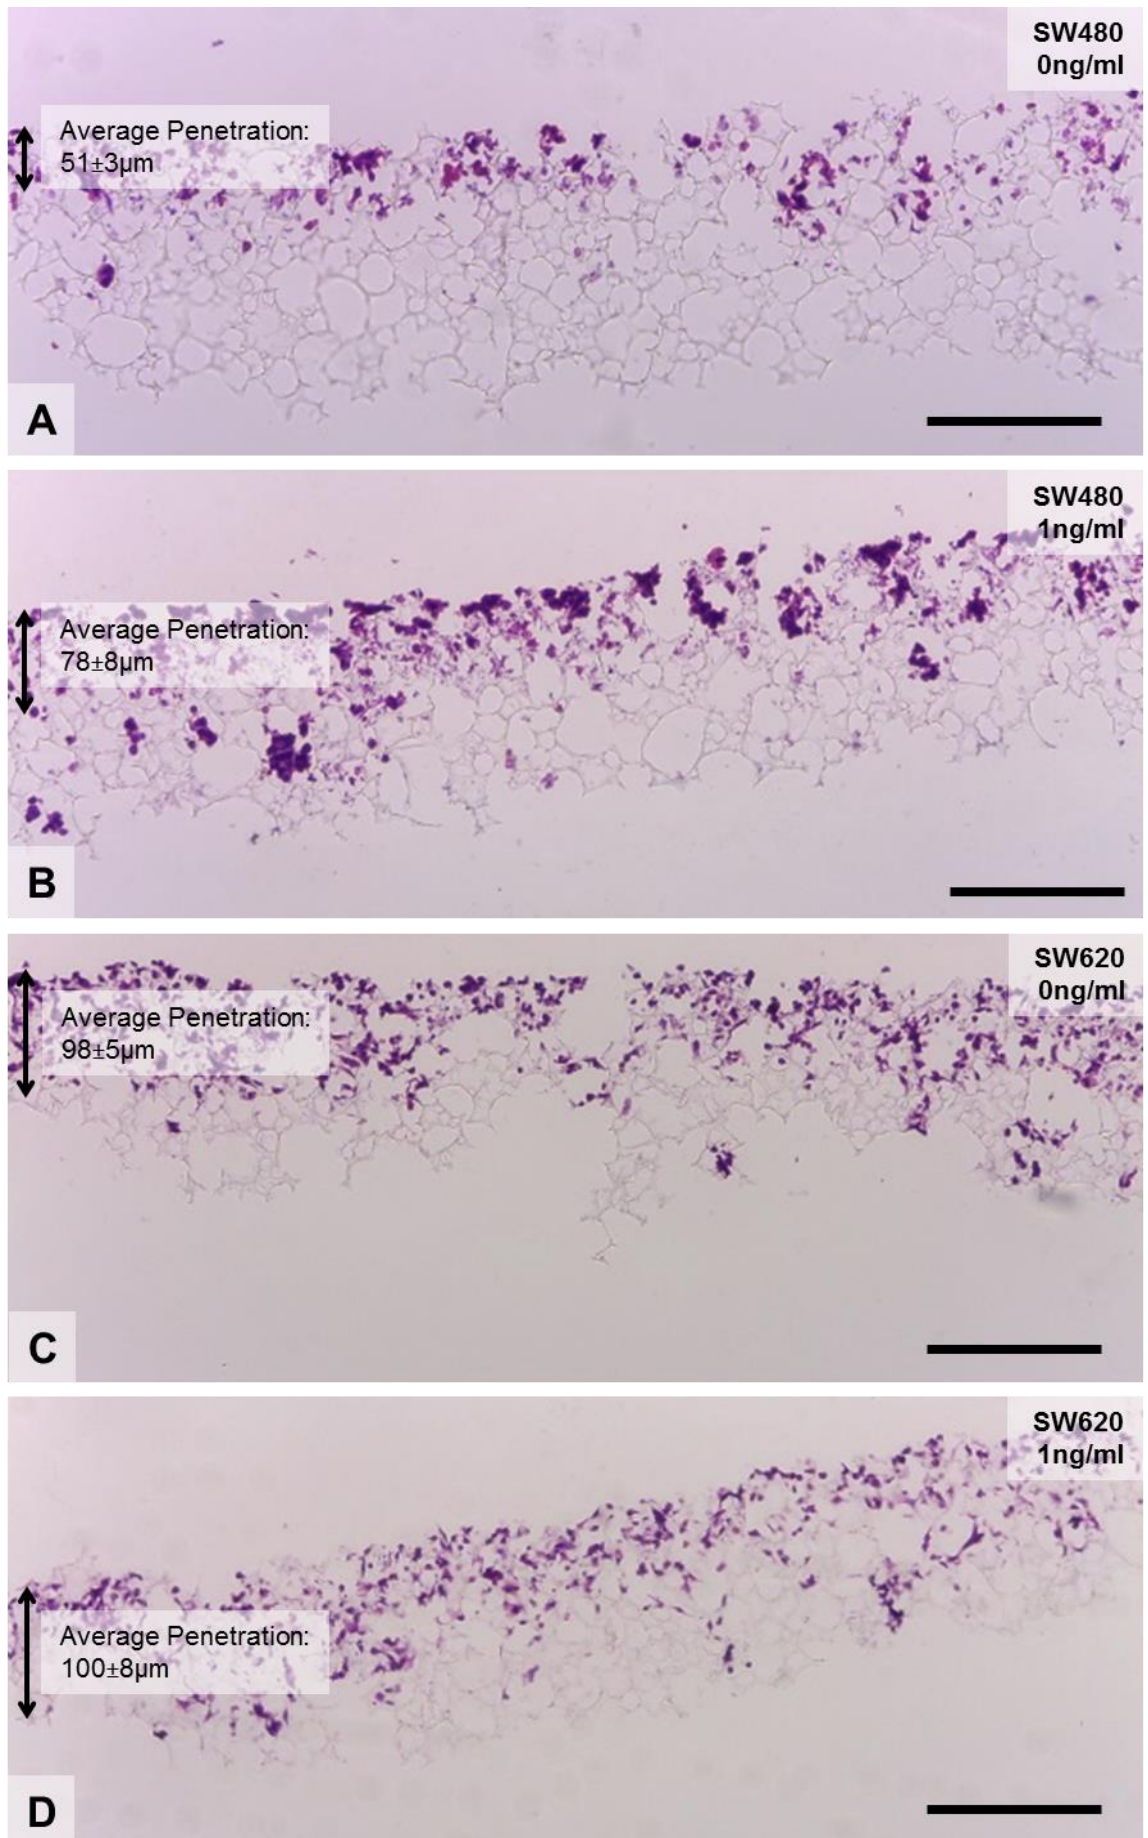 SW480
0ng/ml
Average Penetration:
51±3µm
A
SW480
1ng/ml
Average Penetration:
78±8µm
B
SW620
0ng/ml
Average Penetration:
98±5µm
C
SW620
1ng/ml
Average Penetration:
100±8µm
D